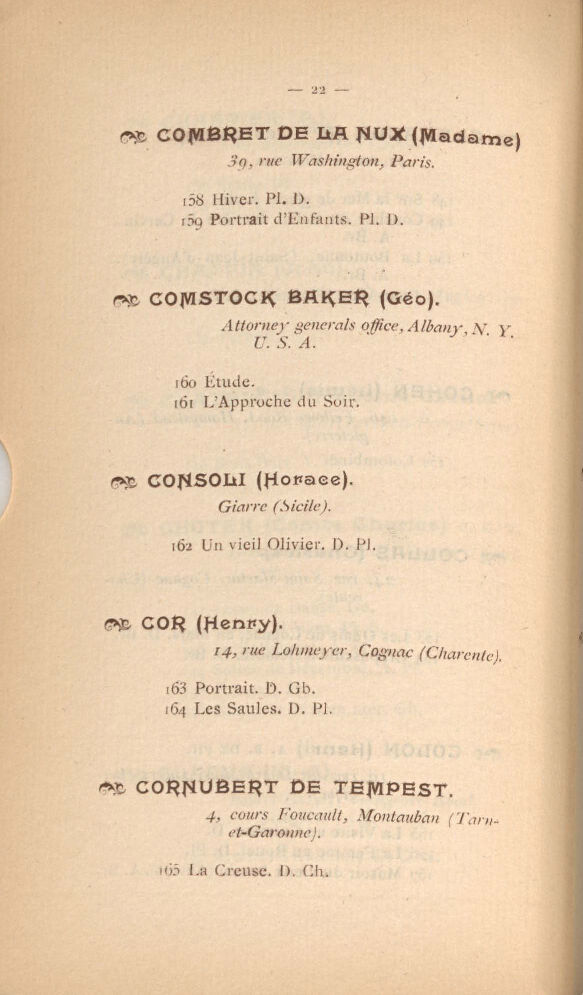 — 22 —
COMBRET DE LA NUX (Madame)
39, rue Washington, Paris.
158 Hiver. Pl. D.
159 Portrait d'Enfants. Pl. D.
COMSTOCK BAKER (Géo).
Attorney generals office, Albany, N. Y.
U. S. A.
160 Étude.
161 L'Approche du Soir.
CONSOLI (Horace).
Giarre (Sicile).
162 Un vieil Olivier. D. Pl.
COR (Henry).
14, rue Lohmeyer, Cognac (Charente).
163 Portrait. D. Gb.
164 Les Saules. D. Pl.
CORNUBERT DE TEMPEST.
4, cours Foucault, Montauban (Tarn-
et-Garonne).
165 La Creuse. D. Ch.